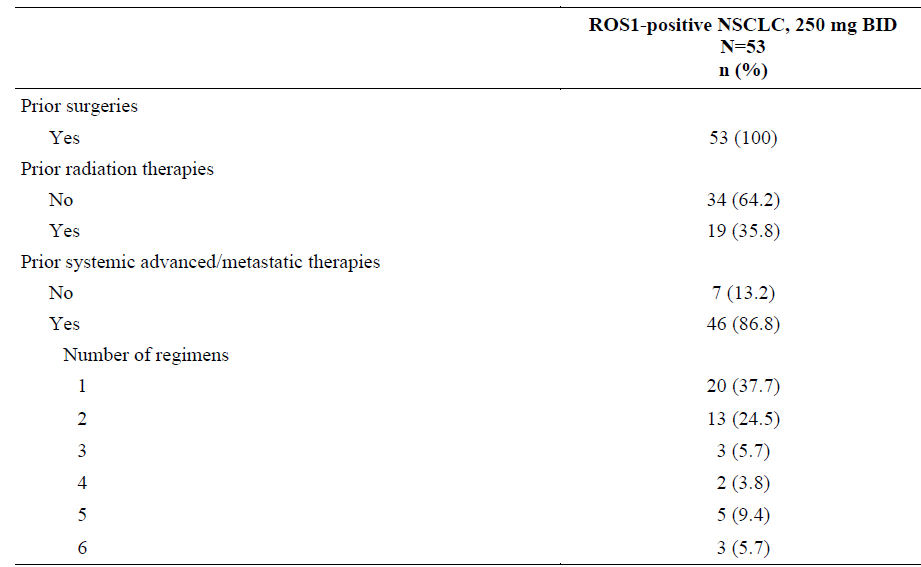 ROS1-positive NSCLC, 250 mg BID
N=53
n (%)
Prior surgeries
Yes 53 (100)
Prior radiation therapies
No 34 (64.2)
Yes 19 (35.8)
Prior systemic advanced/metastatic therapies
No 7 (13.2)
Yes 46 (86.8)
Number of regimens
1 20 (37.7)
2 13 (24.5)
3 3 (5.7)
4 2 (3.8)
5 5 (9.4)
6 3 (5.7)